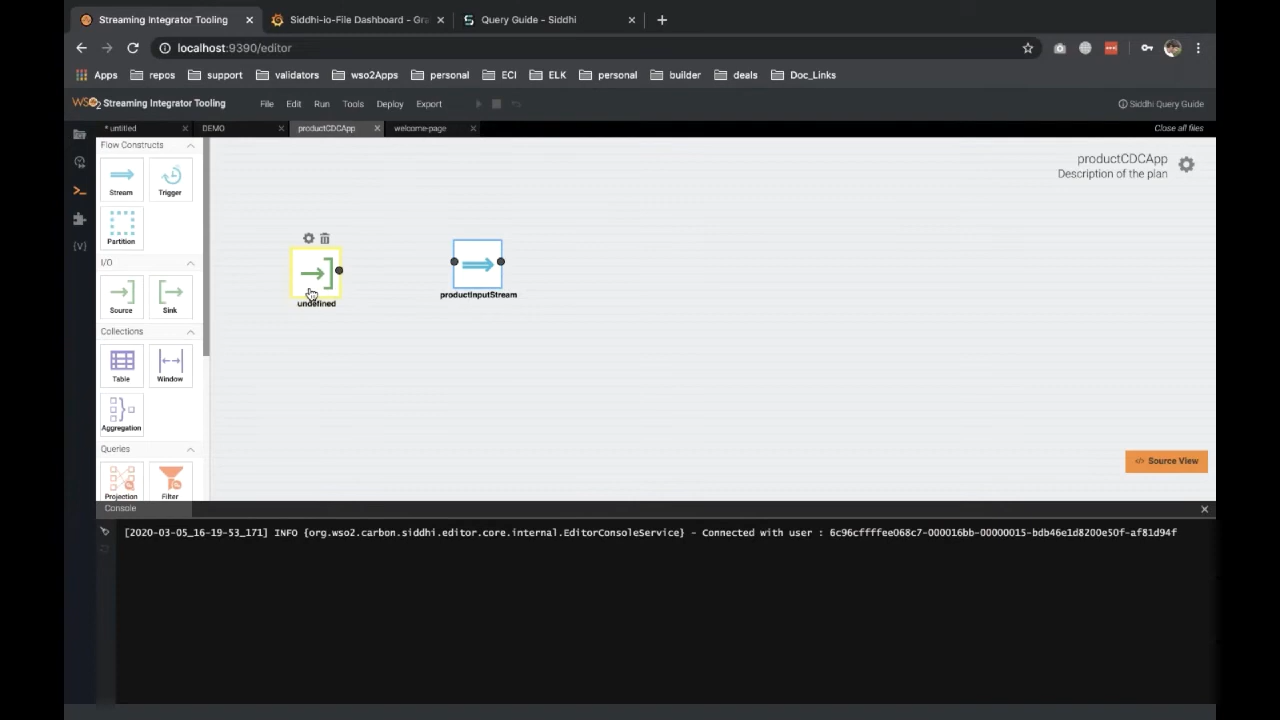 Streaming Integrator Tooling
Siddhi-io-File Dashboard - Gra
Query Guide - Siddhi
localhost:9390/editor
Apps repos support validators wso2Apps personal ECI ELK personal builder deals Doc_Links
WSO2 Streaming Integrator Tooling File Edit Run Tools Deploy Export Siddhi Query Guide
* untitled DEMO productCDCApp welcome-page Close all files
Flow Constructs
Stream Trigger
Partition
I/O
Source Sink
Collections
Table Window
Aggregation
Queries
Projection Filter
productCDCApp
Description of the plan
undefined
productInputStream
</> Source View
Console
[2020-03-05_16-19-53_171] INFO {org.wso2.carbon.siddhi.editor.core.internal.EditorConsoleService} - Connected with user : 6c96cffffee068c7-000016bb-00000015-bdb46e1d8200e50f-af81d94f